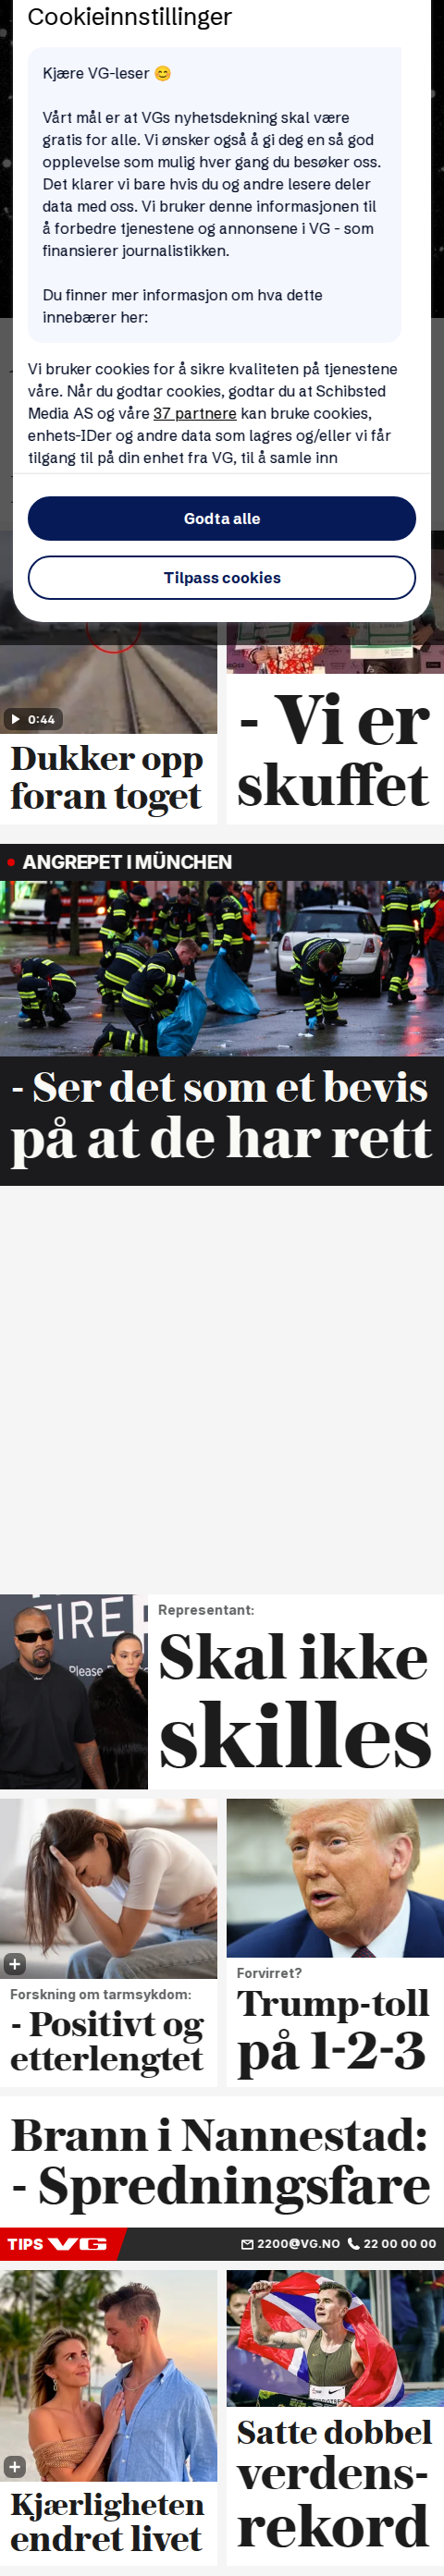 Cookieinnstillinger
Kjære VG-leser 😊
Vårt mål er at VGs nyhetsdekning skal være
gratis for alle. Vi ønsker også å gi deg en så god
opplevelse som mulig hver gang du besøker oss.
Det klarer vi bare hvis du og andre lesere deler
data med oss. Vi bruker denne informasjonen til
å forbedre tjenestene og annonsene i VG - som
finansierer journalistikken.
Du finner mer informasjon om hva dette
innebærer her:
Vi bruker cookies for å sikre kvaliteten på tjenestene
våre. Når du godtar cookies, godtar du at Schibsted
Media AS og våre 37 partnere kan bruke cookies,
enhets-IDer og andre data som lagres og/eller vi får
tilgang til på din enhet fra VG, til å samle inn
Godta alle
Tilpass cookies
0:44
Dukker opp
foran toget
- Vi er
skuffet
ANGREPET I MÜNCHEN
- Ser det som et bevis
på at de har rett
FIRE
Please
Representant:
Skal ikke
skilles
Forskning om tarmsykdom:
- Positivt og
etterlengtet
Forvirret?
Trump-toll
på 1-2-3
Brann i Nannestad:
- Spredningsfare
TIPS VG
2200@VG.NO 22 00 00 00
Kjærligheten
endret livet
Satte dobbel
verdens-
rekord